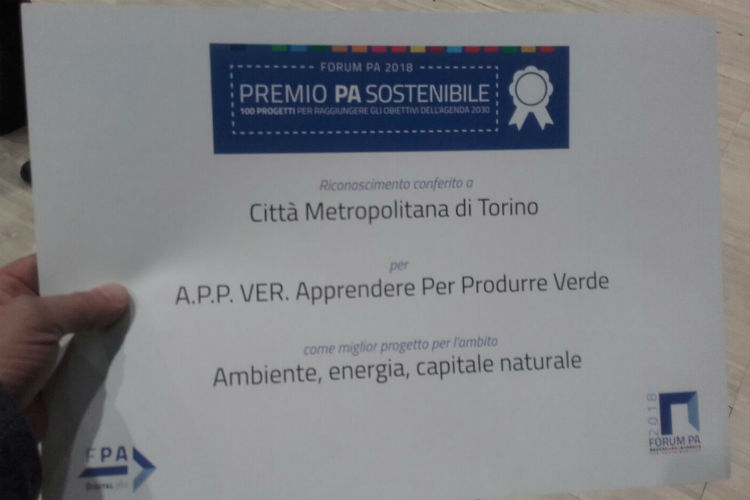 FORUM PA 2018
PREMIO PA SOSTENIBILE
100 PROGETTI PER RAGGIUNGERE GLI OBIETTIVI DELL'AGENDA 2030
Riconoscimento conferito a
Città Metropolitana di Torino
per
A.P.P. VER. Apprendere Per Produrre Verde
come miglior progetto per l'ambito
Ambiente, energia, capitale naturale
FPA
DIGITAL
2018
FORUM PA